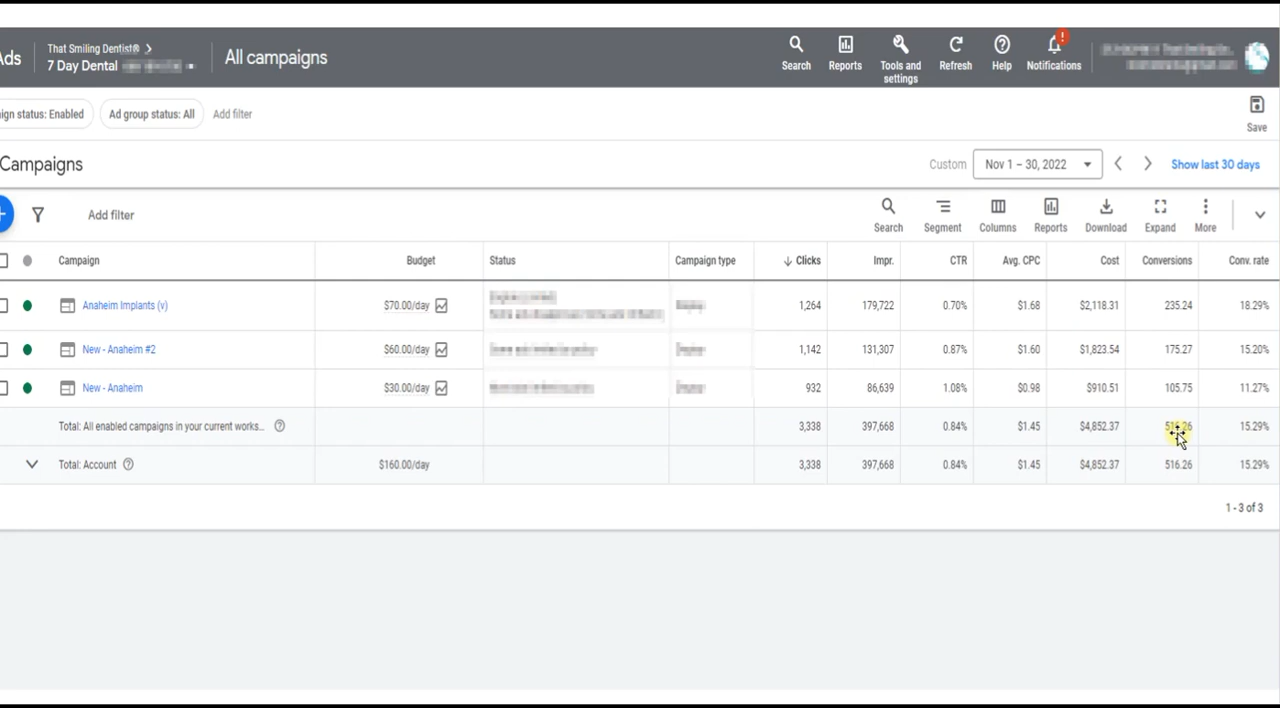 Ads
That Smiling Dentist®
7 Day Dental
All campaigns
Search
Reports
Tools and settings
Refresh
Help
Notifications
ign status: Enabled
Ad group status: All
Add filter
Save
Campaigns
Custom
Nov 1 – 30, 2022
Show last 30 days
Add filter
Search
Segment
Columns
Reports
Download
Expand
More
Campaign Budget Status Campaign type Clicks Impr. CTR Avg. CPC Cost Conversions Conv. rate
Anaheim Implants (v) $70.00/day 1,264 179,722 0.70% $1.68 $2,118.31 235.24 18.29%
New - Anaheim #2 $60.00/day 1,142 131,307 0.87% $1.60 $1,823.54 175.27 15.20%
New - Anaheim $30.00/day 932 86,639 1.08% $0.98 $910.51 105.75 11.27%
Total: All enabled campaigns in your current works... 3,338 397,668 0.84% $1.45 $4,852.37 15.29%
Total: Account $160.00/day 3,338 397,668 0.84% $1.45 $4,852.37 516.26 15.29%
1 - 3 of 3